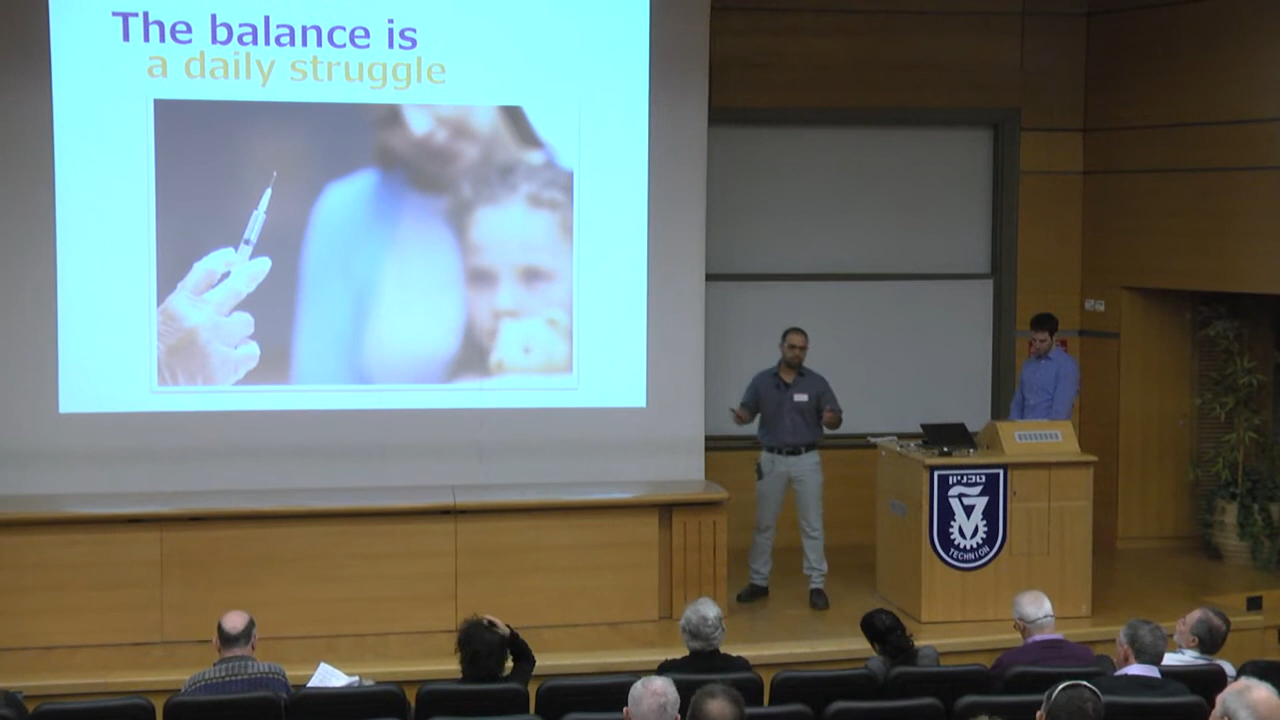 The balance is
a daily struggle
טכניון
TECHNION